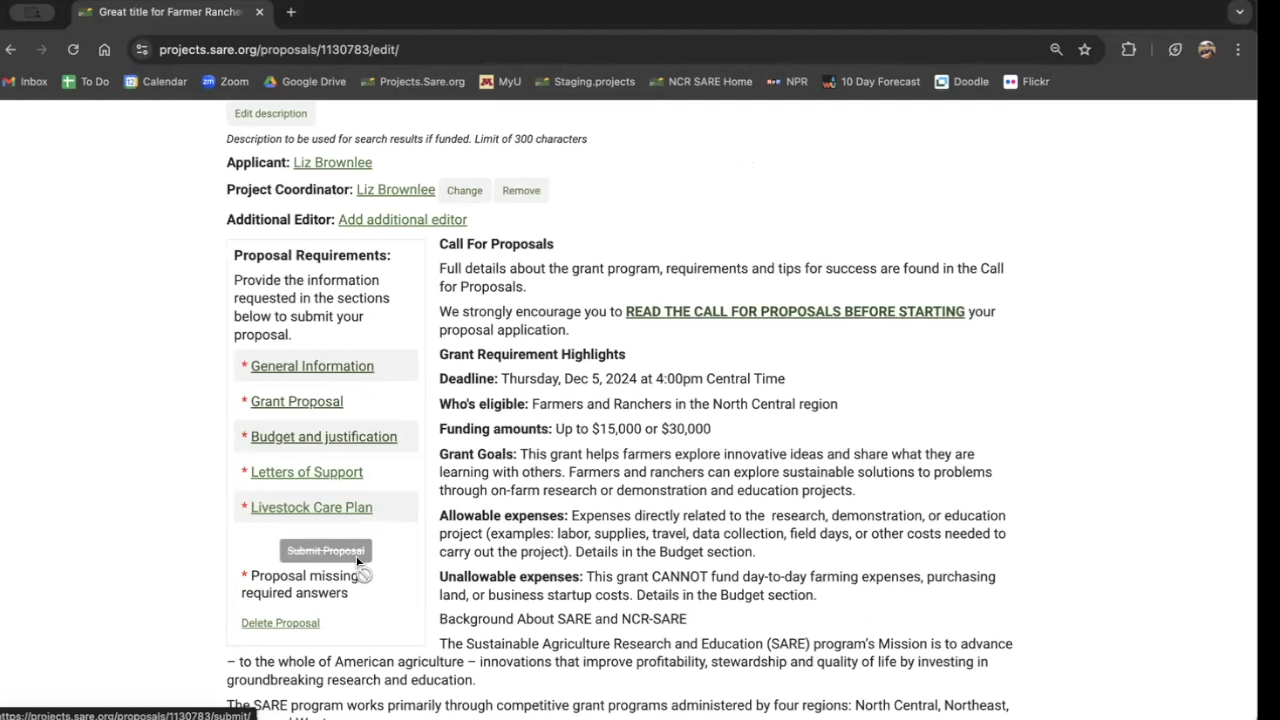 Great title for Farmer Ranche
projects.sare.org/proposals/1130783/edit/
Inbox To Do Calendar Zoom Google Drive Projects.Sare.org MyU Staging.projects NCR SARE Home NPR 10 Day Forecast Doodle Flickr
Edit description
Description to be used for search results if funded. Limit of 300 characters
Applicant: Liz Brownlee
Project Coordinator: Liz Brownlee Change Remove
Additional Editor: Add additional editor
Proposal Requirements:
Provide the information
requested in the sections
below to submit your
proposal.
* General Information
* Grant Proposal
* Budget and justification
* Letters of Support
* Livestock Care Plan
Submit Proposal
* Proposal missing
required answers
Delete Proposal
Call For Proposals
Full details about the grant program, requirements and tips for success are found in the Call
for Proposals.
We strongly encourage you to READ THE CALL FOR PROPOSALS BEFORE STARTING your
proposal application.
Grant Requirement Highlights
Deadline: Thursday, Dec 5, 2024 at 4:00pm Central Time
Who's eligible: Farmers and Ranchers in the North Central region
Funding amounts: Up to $15,000 or $30,000
Grant Goals: This grant helps farmers explore innovative ideas and share what they are
learning with others. Farmers and ranchers can explore sustainable solutions to problems
through on-farm research or demonstration and education projects.
Allowable expenses: Expenses directly related to the research, demonstration, or education
project (examples: labor, supplies, travel, data collection, field days, or other costs needed to
carry out the project). Details in the Budget section.
Unallowable expenses: This grant CANNOT fund day-to-day farming expenses, purchasing
land, or business startup costs. Details in the Budget section.
Background About SARE and NCR-SARE
The Sustainable Agriculture Research and Education (SARE) program's Mission is to advance
– to the whole of American agriculture – innovations that improve profitability, stewardship and quality of life by investing in
groundbreaking research and education.
The SARE program works primarily through competitive grant programs administered by four regions: North Central, Northeast,
https://projects.sare.org/proposals/1130783/submit/